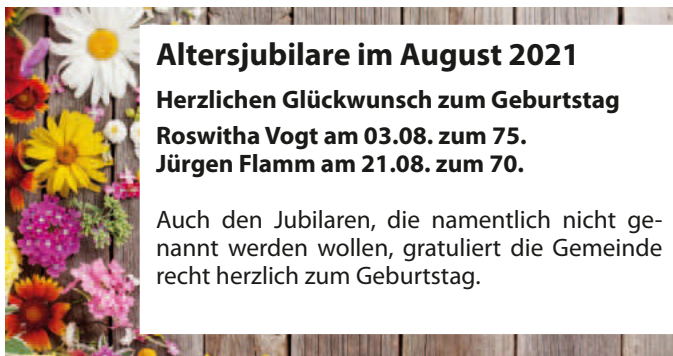 Altersjubilare im August 2021
Herzlichen Glückwunsch zum Geburtstag
Roswitha Vogt am 03.08. zum 75.
Jürgen Flamm am 21.08. zum 70.
Auch den Jubilaren, die namentlich nicht ge-
nannt werden wollen, gratuliert die Gemeinde
recht herzlich zum Geburtstag.